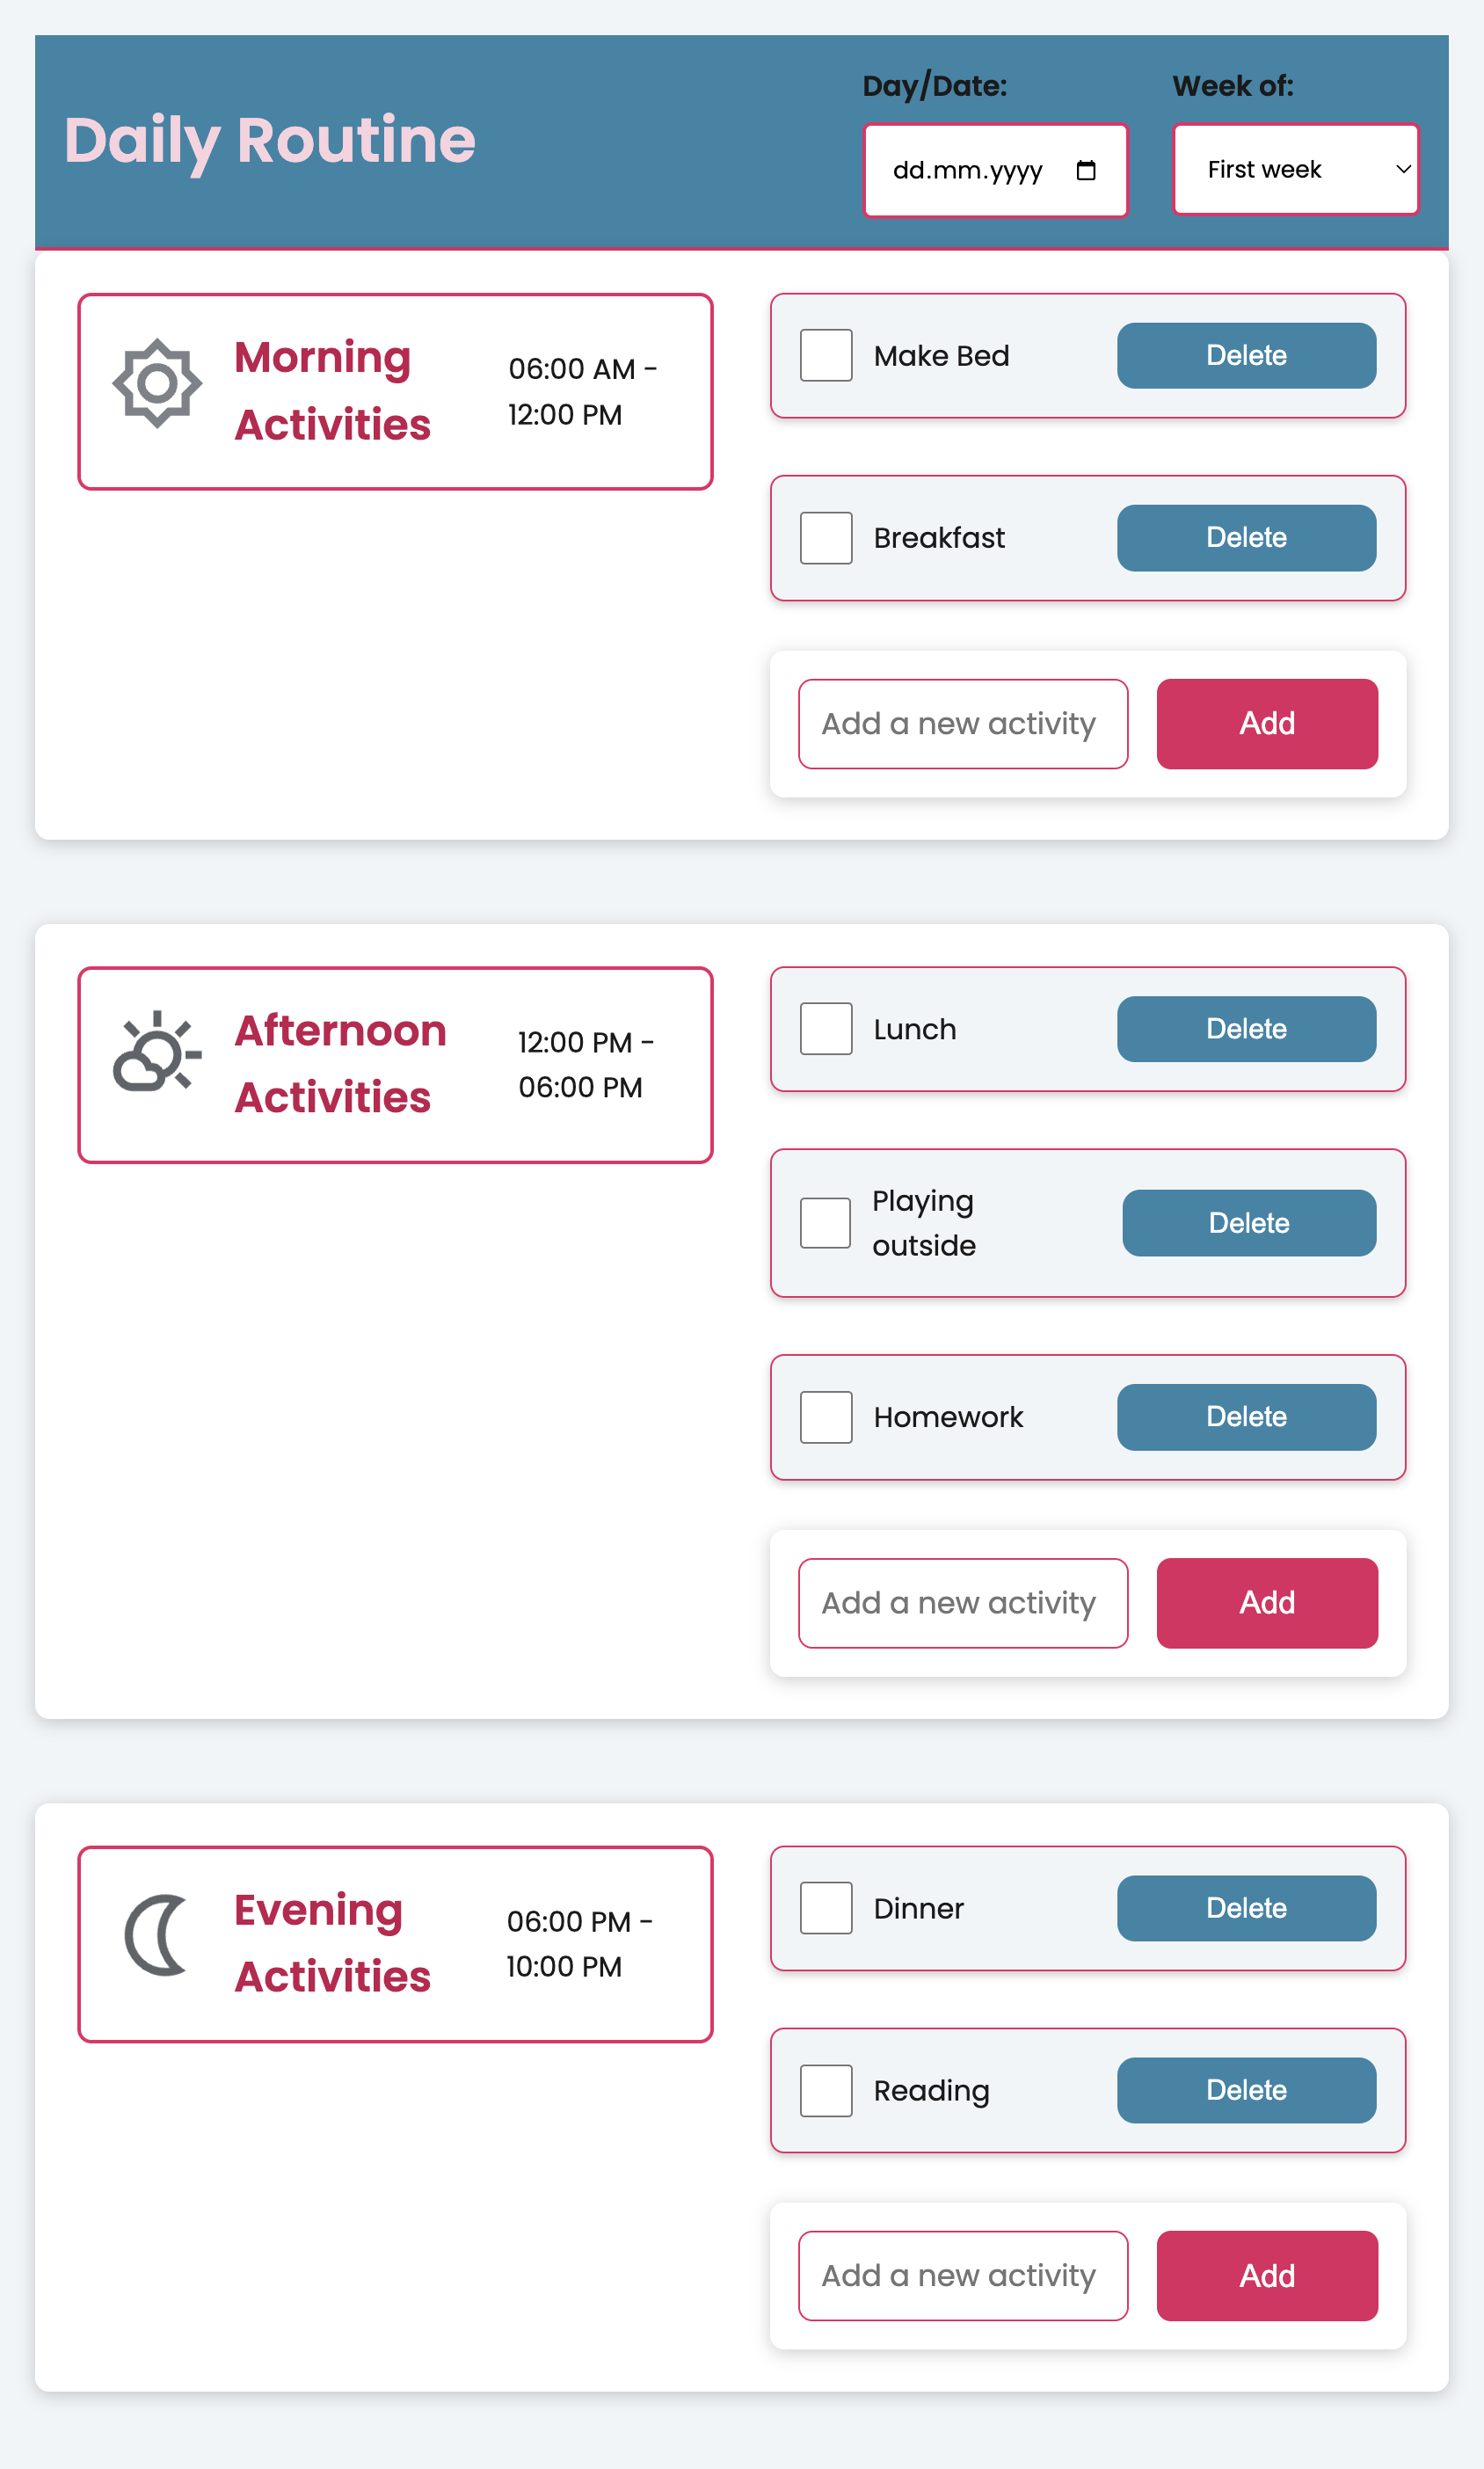 Daily Routine
Day/Date:
dd.mm.yyyy
Week of:
First week
Morning
Activities
06:00 AM -
12:00 PM
Make Bed
Delete
Breakfast
Delete
Add a new activity
Add
Afternoon
Activities
12:00 PM -
06:00 PM
Lunch
Delete
Playing
outside
Delete
Homework
Delete
Add a new activity
Add
Evening
Activities
06:00 PM -
10:00 PM
Dinner
Delete
Reading
Delete
Add a new activity
Add